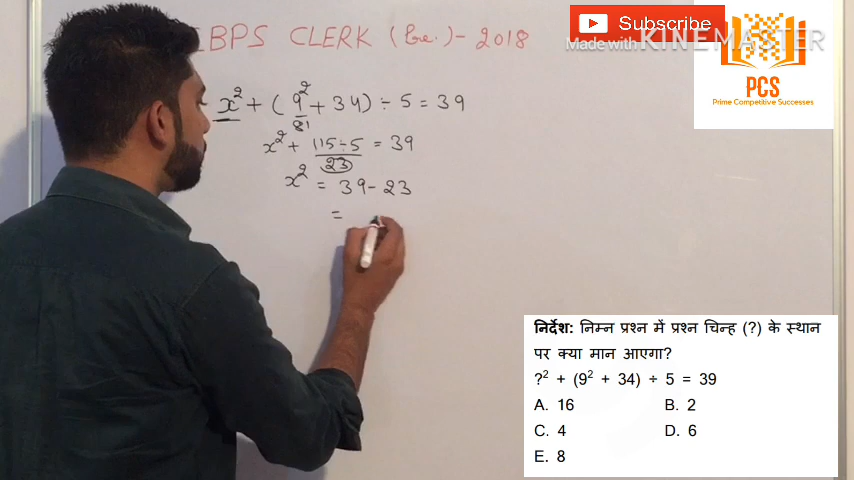 IBPS CLERK (Pre.) - 2018
Subscribe
Made with KINEMASTER
PCS
Prime Competitive Successes
x² + (9² + 34) ÷ 5 = 39
81
x² + 115 ÷ 5 = 39
23
x² = 39 - 23
=
निर्देश: निम्न प्रश्न में प्रश्न चिन्ह (?) के स्थान
पर क्या मान आएगा?
?² + (9² + 34) ÷ 5 = 39
A. 16 B. 2
C. 4 D. 6
E. 8